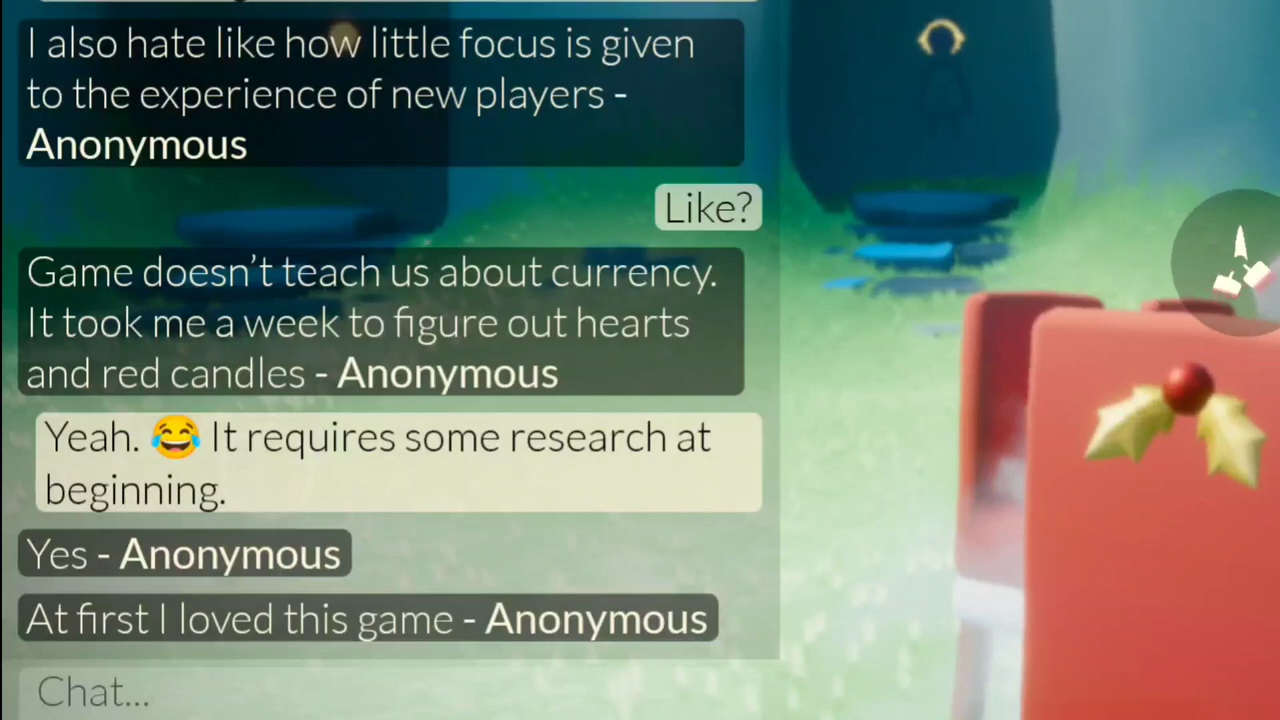 I also hate like how little focus is given
to the experience of new players -
Anonymous
Like?
Game doesn’t teach us about currency.
It took me a week to figure out hearts
and red candles - Anonymous
Yeah. 😂 It requires some research at
beginning.
Yes - Anonymous
At first I loved this game - Anonymous
Chat...